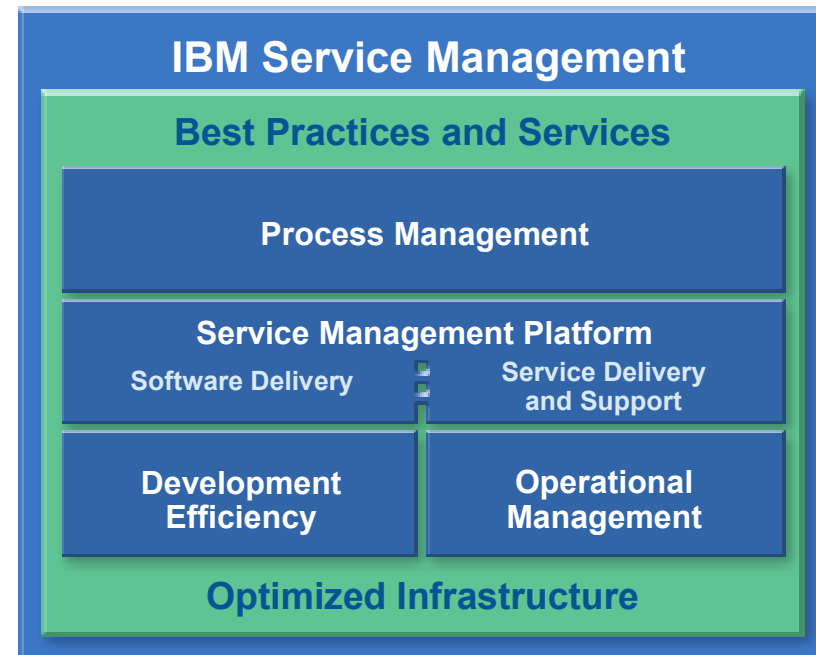 IBM Service Management
Best Practices and Services
Process Management
Service Management Platform
Software Delivery
Service Delivery
and Support
Development
Efficiency
Operational
Management
Optimized Infrastructure